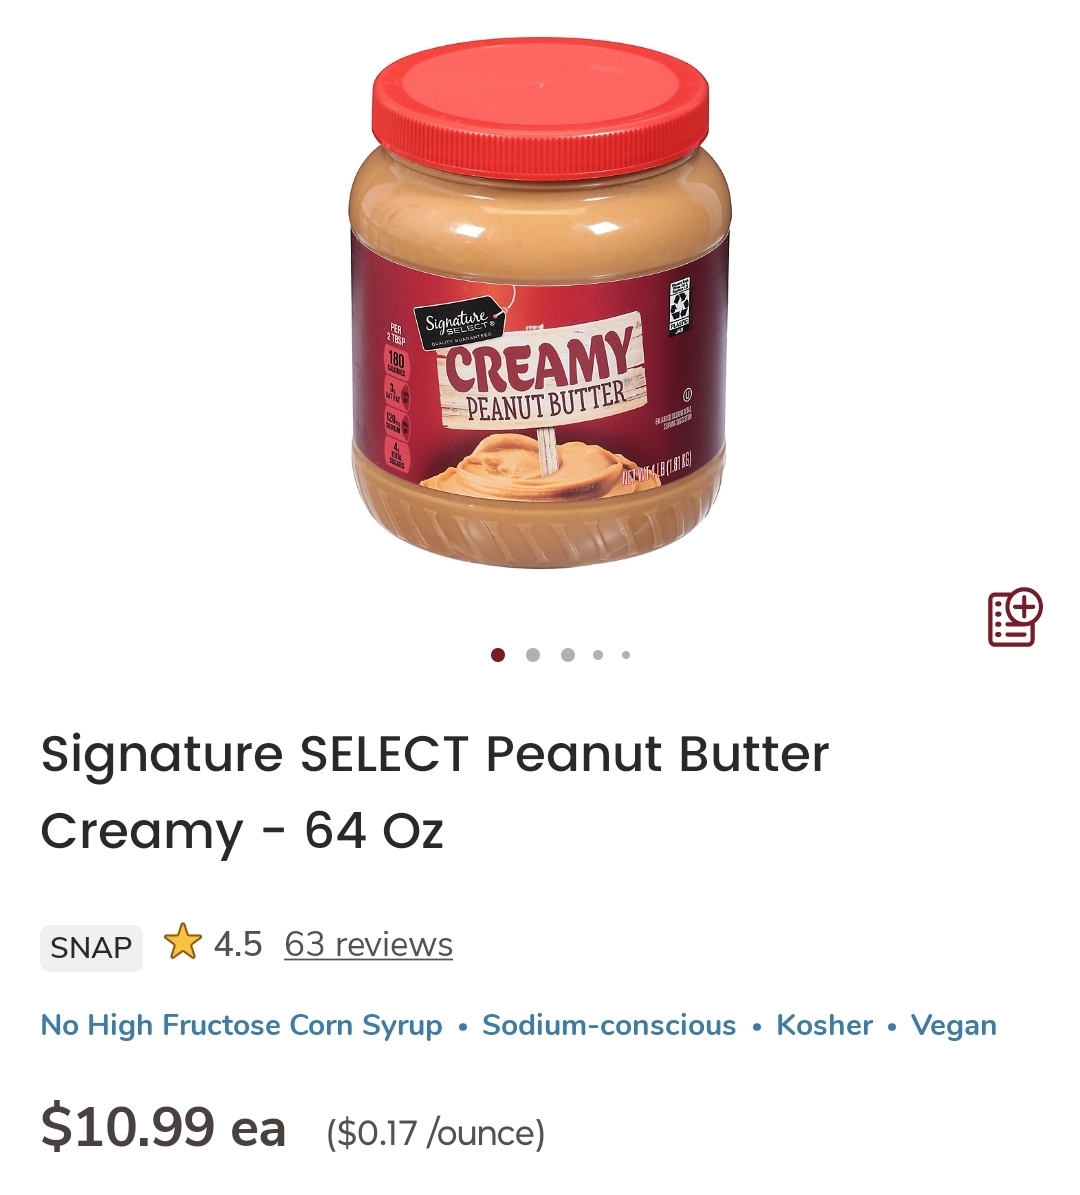 Signature
SELECT®
QUALITY GUARANTEED
CREAMY
PEANUT BUTTER
PER
2 TBSP
180
CALORIES
3g
SAT FAT
120mg
SODIUM
4g
TOTAL
SUGARS
PLASTIC
JAR
U
NET WT 4 LB (1.81 KG)
Signature SELECT Peanut Butter
Creamy - 64 Oz
SNAP 4.5 63 reviews
No High Fructose Corn Syrup • Sodium-conscious • Kosher • Vegan
$10.99 ea ($0.17 /ounce)